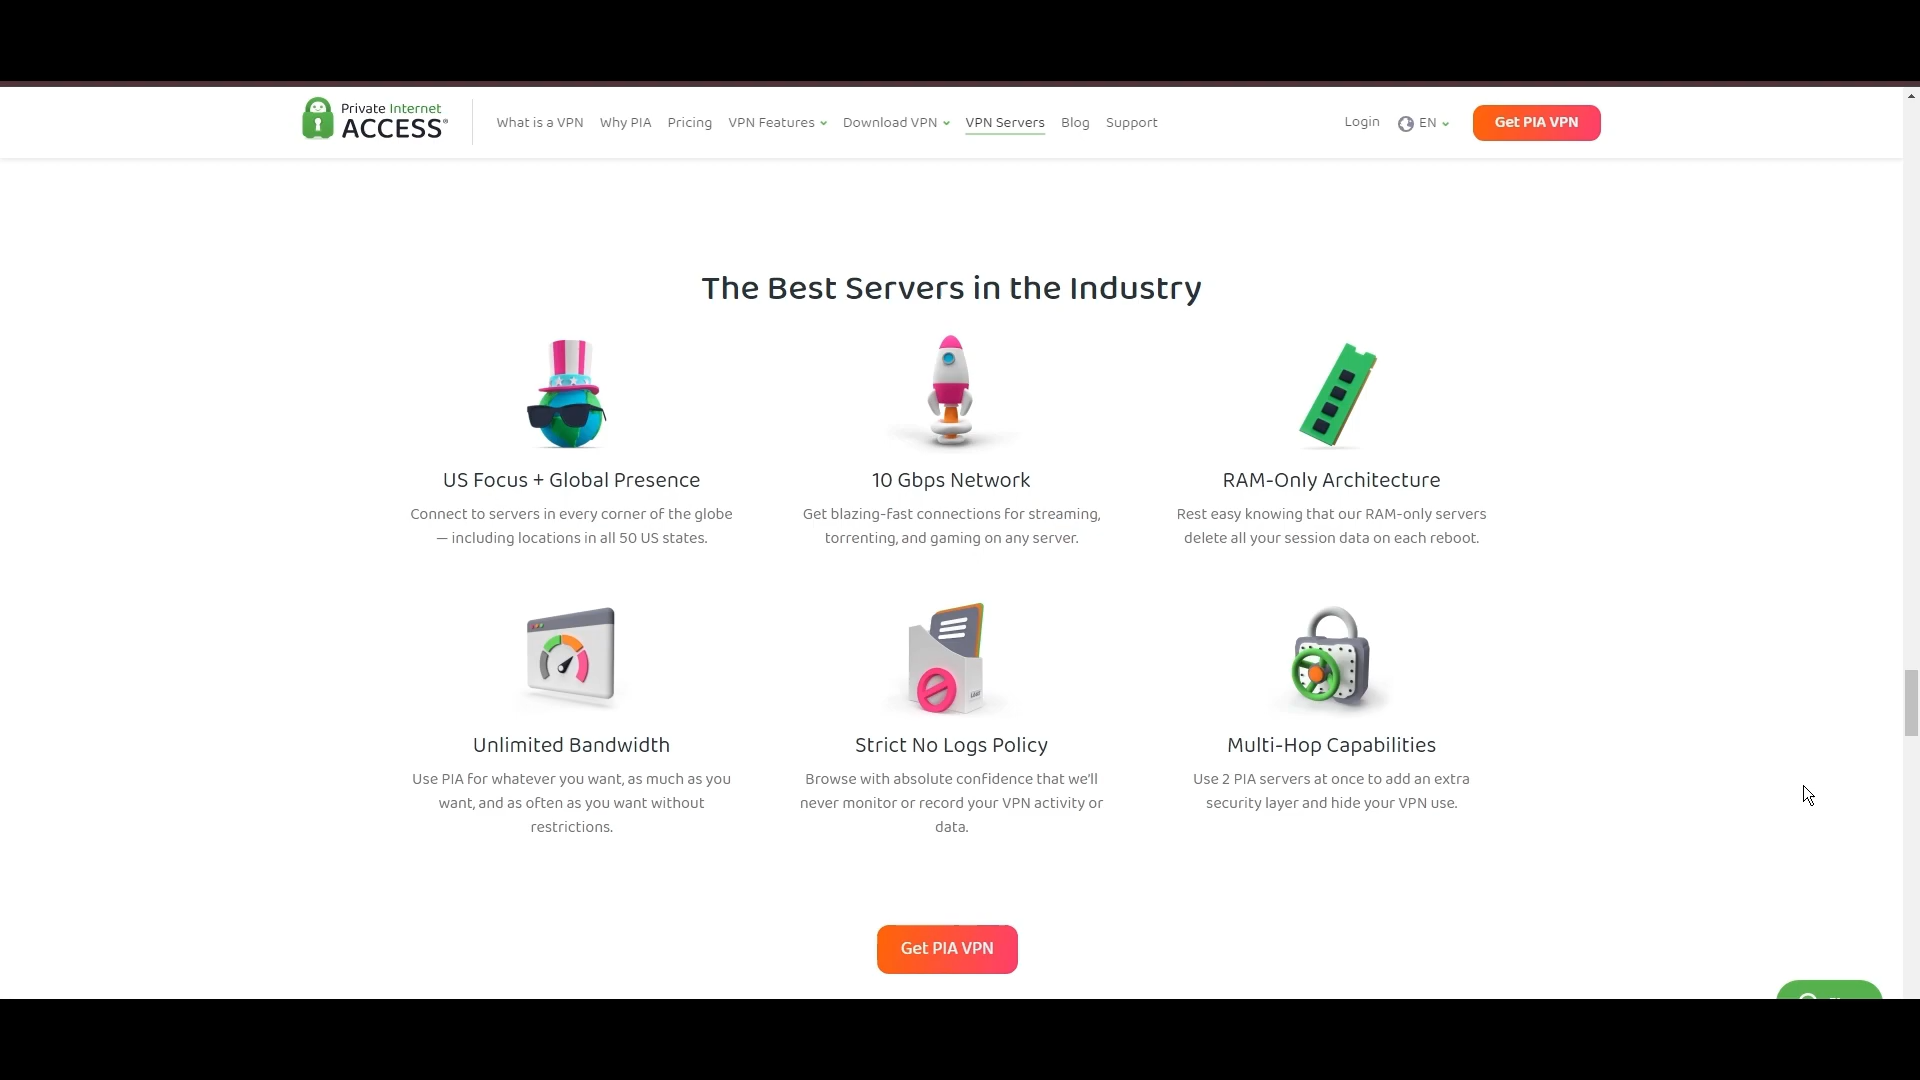 Private Internet
ACCESS®
What is a VPN
Why PIA
Pricing
VPN Features
Download VPN
VPN Servers
Blog
Support
Login
EN
Get PIA VPN
The Best Servers in the Industry
US Focus + Global Presence
Connect to servers in every corner of the globe
— including locations in all 50 US states.
10 Gbps Network
Get blazing-fast connections for streaming,
torrenting, and gaming on any server.
RAM-Only Architecture
Rest easy knowing that our RAM-only servers
delete all your session data on each reboot.
Unlimited Bandwidth
Use PIA for whatever you want, as much as you
want, and as often as you want without
restrictions.
Strict No Logs Policy
Browse with absolute confidence that we'll
never monitor or record your VPN activity or
data.
Multi-Hop Capabilities
Use 2 PIA servers at once to add an extra
security layer and hide your VPN use.
Get PIA VPN